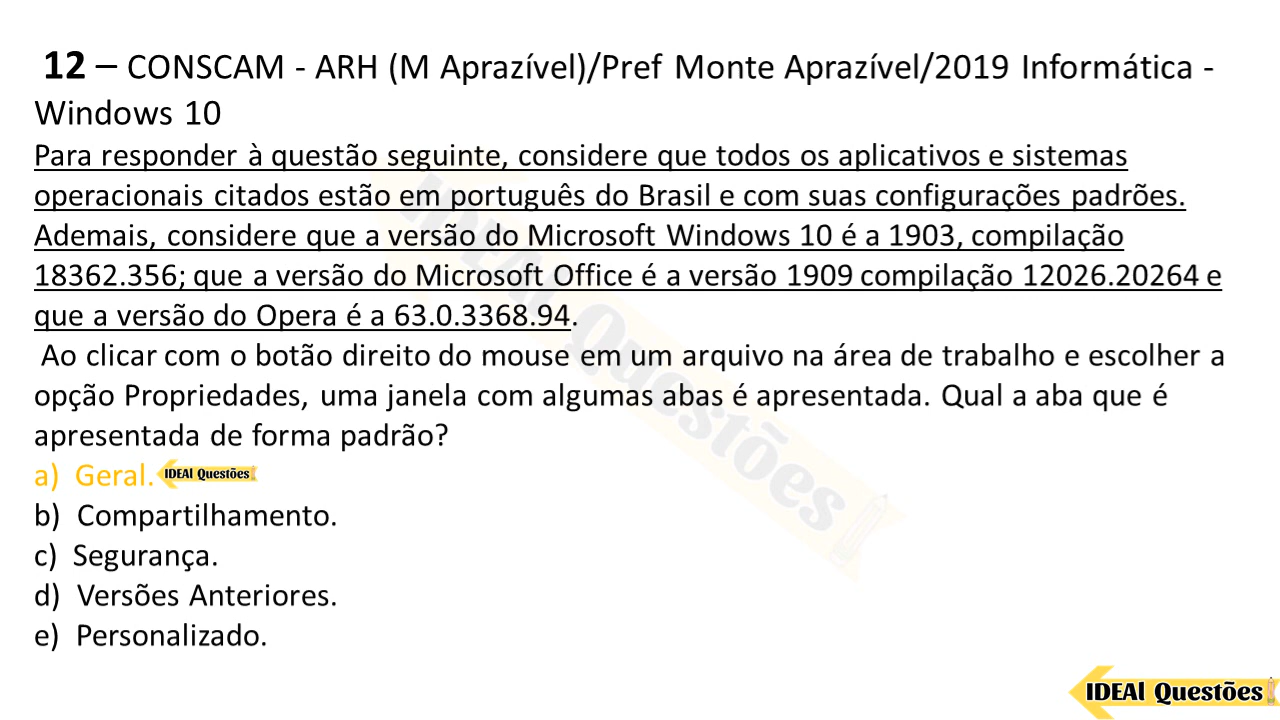 12 – CONSCAM - ARH (M Aprazível)/Pref Monte Aprazível/2019 Informática -
Windows 10
Para responder à questão seguinte, considere que todos os aplicativos e sistemas
operacionais citados estão em português do Brasil e com suas configurações padrões.
Ademais, considere que a versão do Microsoft Windows 10 é a 1903, compilação
18362.356; que a versão do Microsoft Office é a versão 1909 compilação 12026.20264 e
que a versão do Opera é a 63.0.3368.94.
Ao clicar com o botão direito do mouse em um arquivo na área de trabalho e escolher a
opção Propriedades, uma janela com algumas abas é apresentada. Qual a aba que é
apresentada de forma padrão?
a) Geral. IDEAl Questões
b) Compartilhamento.
c) Segurança.
d) Versões Anteriores.
e) Personalizado.
IDEAl Questões
IDEAl Questões